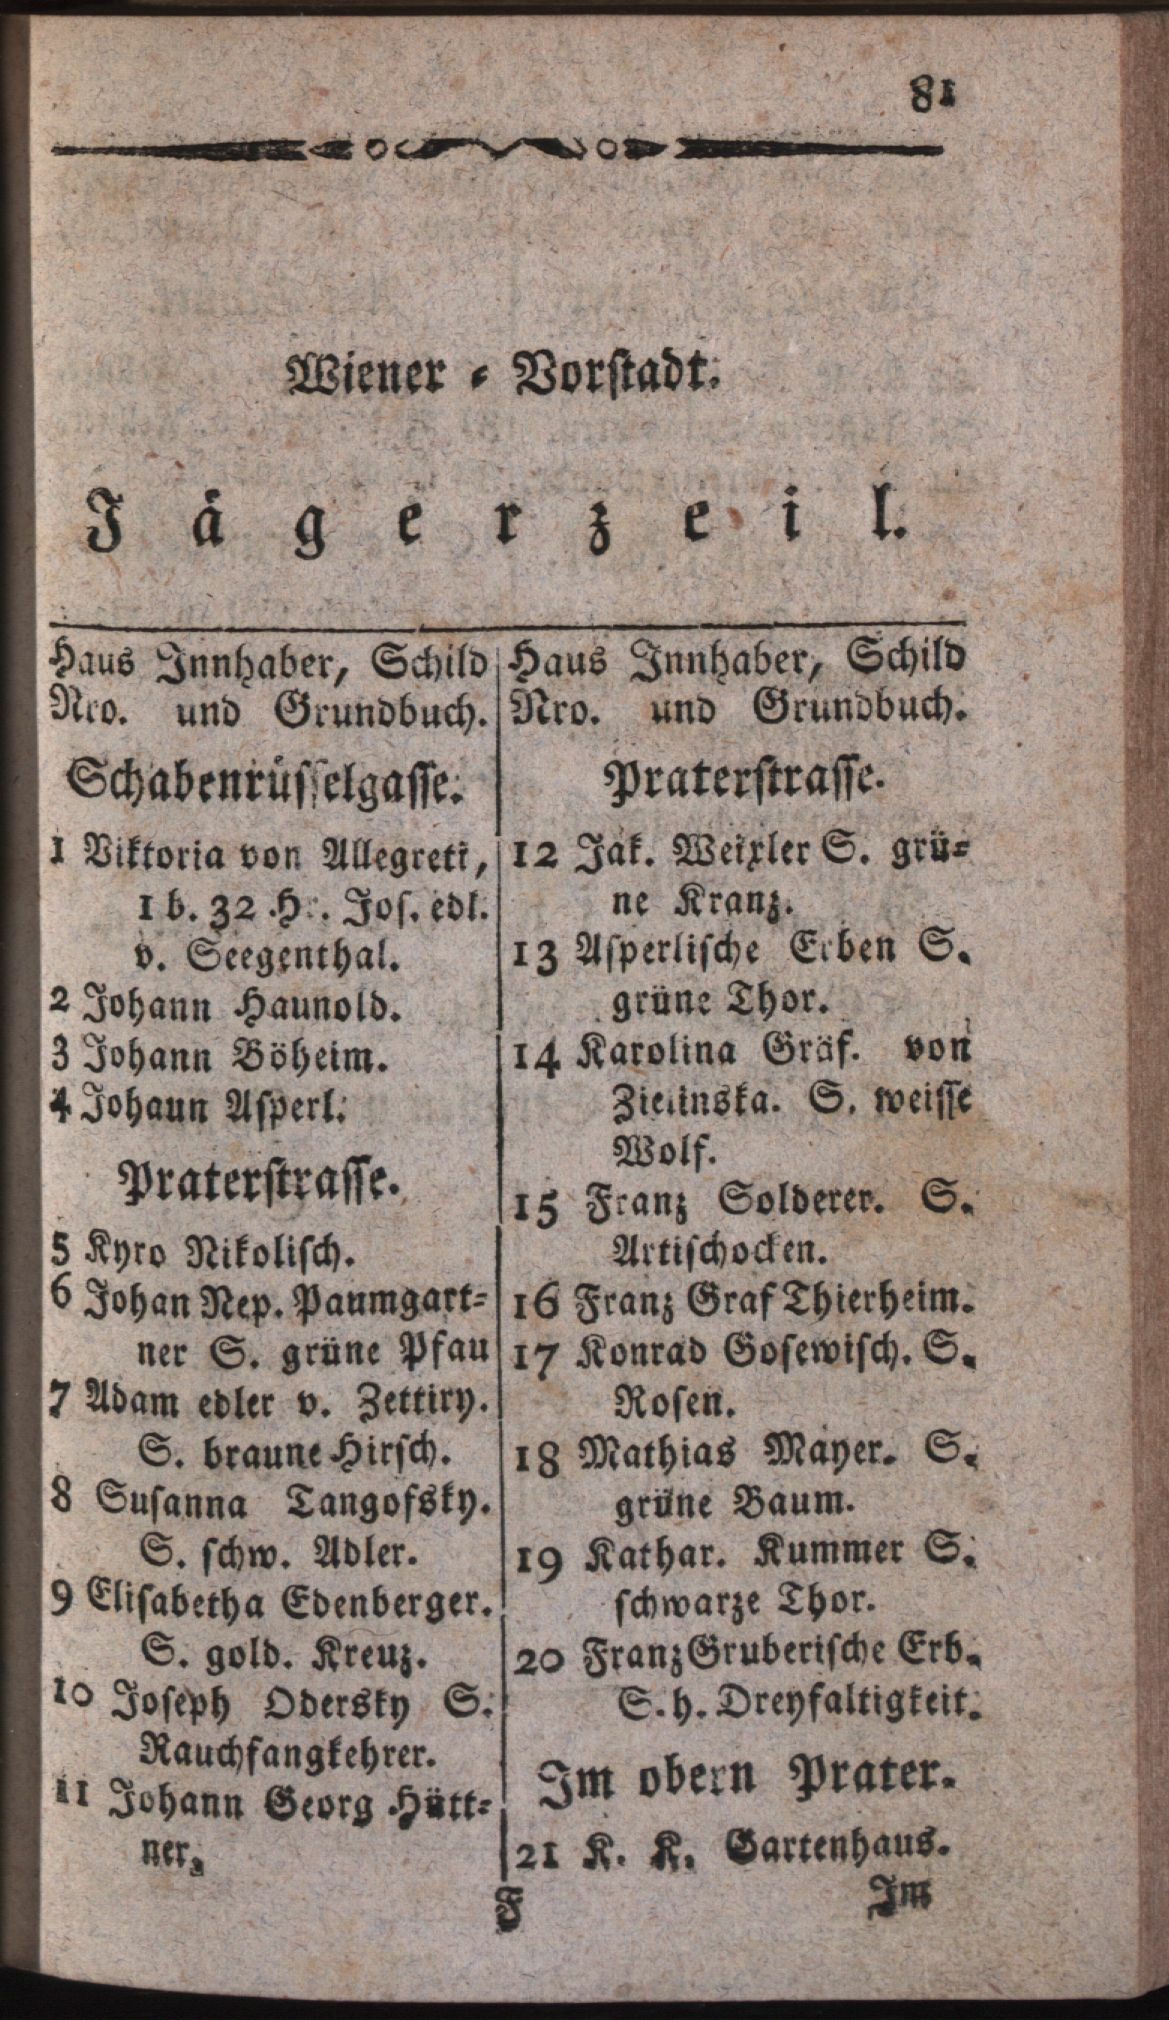 81
Wiener = Vorstadt.
Jägerzeil.
Haus Innhaber, Schild
Nro. und Grundbuch.
Schabenrüsselgasse.
1 Viktoria von Allegreti,
1 b. 32 Hr. Jos. edl.
v. Seegenthal.
2 Johann Haunold.
3 Johann Böheim.
4 Johaun Asperl.
Praterstrasse.
5 Kyro Nikolisch.
6 Johan Nep. Paumgart=
ner S. grüne Pfau
7 Adam edler v. Zettiry.
S. braune Hirsch.
8 Susanna Tangofsky.
S. schw. Adler.
9 Elisabetha Edenberger.
S. gold. Kreuz.
10 Joseph Odersky S.
Rauchfangkehrer.
11 Johann Georg Hütt=
ner.
Haus Innhaber, Schild
Nro. und Grundbuch.
Praterstrasse.
12 Jak. Weixler S. grü=
ne Kranz.
13 Asperlische Erben S.
grüne Thor.
14 Karolina Gräf. von
Zielinska. S. weisse
Wolf.
15 Franz Solderer. S.
Artischocken.
16 Franz Graf Thierheim.
17 Konrad Gosewisch. S.
Rosen.
18 Mathias Mayer. S.
grüne Baum.
19 Kathar. Kummer S.
schwarze Thor.
20 Franz Gruberische Erb.
S. h. Dreyfaltigkeit.
Im obern Prater.
21 K. K. Gartenhaus.
F
Im